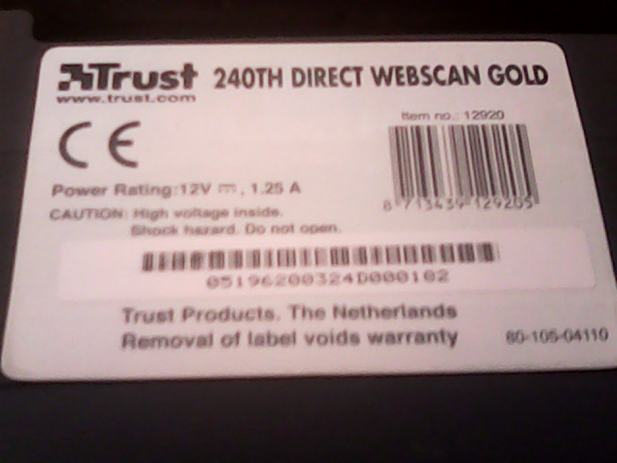 Trust 240TH DIRECT WEBSCAN GOLD
www.trust.com
Item no.: 12920
CE
Power Rating:12V ⎓, 1.25 A
8 713439 129205
CAUTION: High voltage inside.
Shock hazard. Do not open.
05196200324D000102
Trust Products. The Netherlands
Removal of label voids warranty
80-105-04110